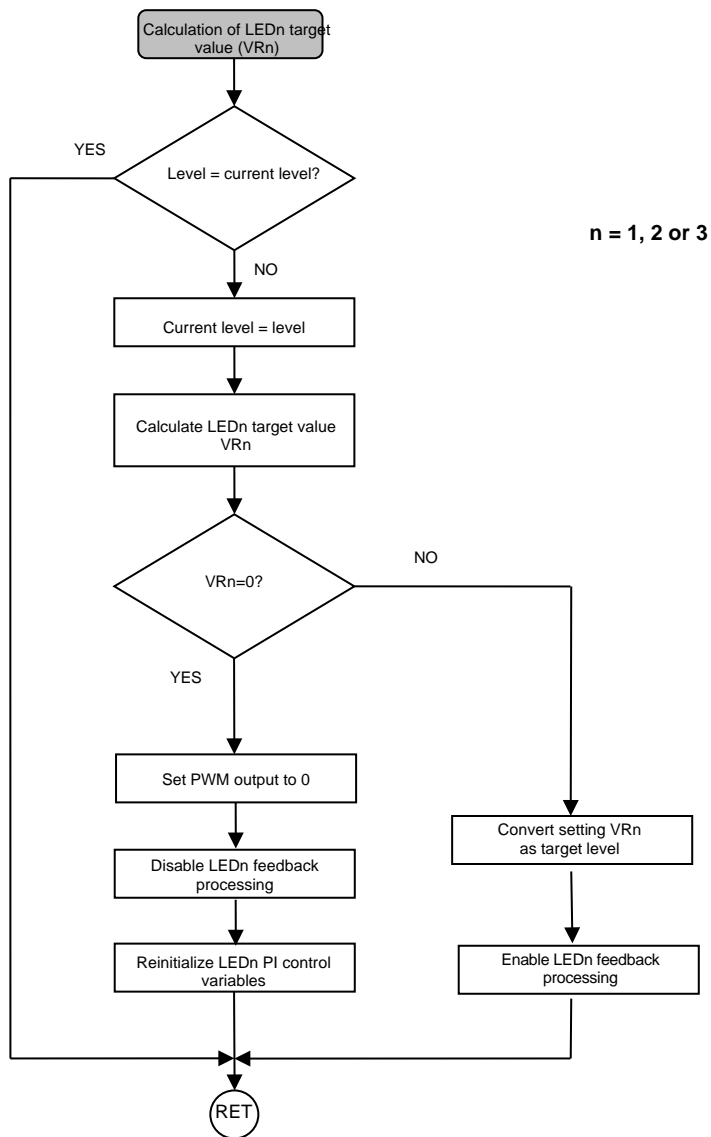 Calculation of LEDn target
value (VRn)
YES
Level = current level?
n = 1, 2 or 3
NO
Current level = level
Calculate LEDn target value
VRn
VRn=0?
NO
YES
Set PWM output to 0
Convert setting VRn
as target level
Disable LEDn feedback
processing
Reinitialize LEDn PI control
variables
Enable LEDn feedback
processing
RET